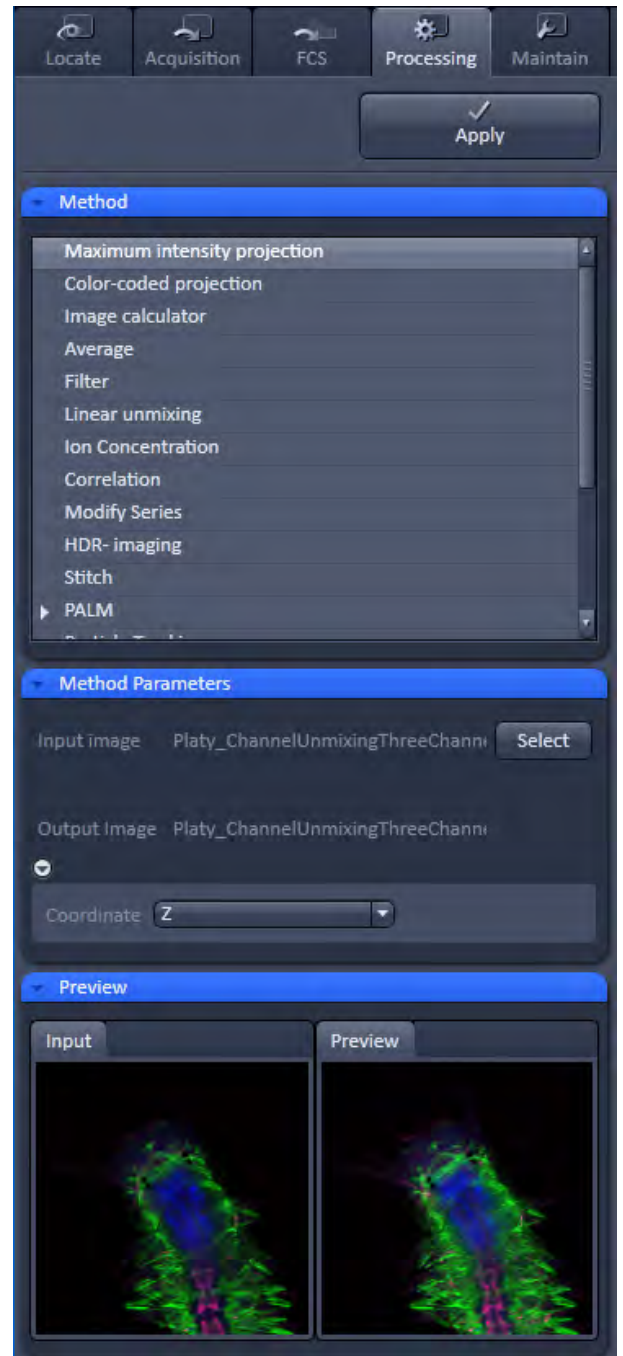 Locate Acquisition FCS Processing Maintain
Apply
Method
Maximum intensity projection
Color-coded projection
Image calculator
Average
Filter
Linear unmixing
Ion Concentration
Correlation
Modify Series
HDR- imaging
Stitch
PALM
Method Parameters
Input image Platy_ChannelUnmixingThreeChann Select
Output Image Platy_ChannelUnmixingThreeChann
Coordinate Z
Preview
Input Preview